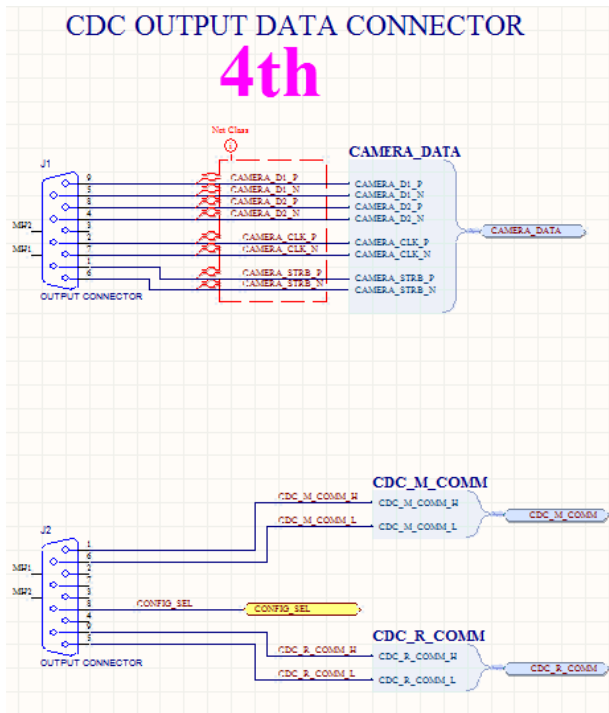 CDC OUTPUT DATA CONNECTOR
4th
Net Class
i
J1
CAMERA_DATA
9
CAMERA_D1_P
CAMERA_D1_P
5
CAMERA_D1_N
CAMERA_D1_N
8
CAMERA_D2_P
CAMERA_D2_P
4
CAMERA_D2_N
CAMERA_D2_N
MH2
3
CAMERA_DATA
2
CAMERA_CLK_P
CAMERA_CLK_P
MH1
7
CAMERA_CLK_N
CAMERA_CLK_N
1
CAMERA_STRB_P
CAMERA_STRB_P
6
CAMERA_STRB_N
CAMERA_STRB_N
OUTPUT CONNECTOR
CDC_M_COMM
CDC_M_COMM_H
CDC_M_COMM_H
CDC_M_COMM
CDC_M_COMM_L
CDC_M_COMM_L
J2
1
6
MH1
2
7
MH2
3
8
CONFIG_SEL
CONFIG_SEL
4
9
5
CDC_R_COMM
CDC_R_COMM_H
CDC_R_COMM_H
OUTPUT CONNECTOR
CDC_R_COMM
CDC_R_COMM_L
CDC_R_COMM_L